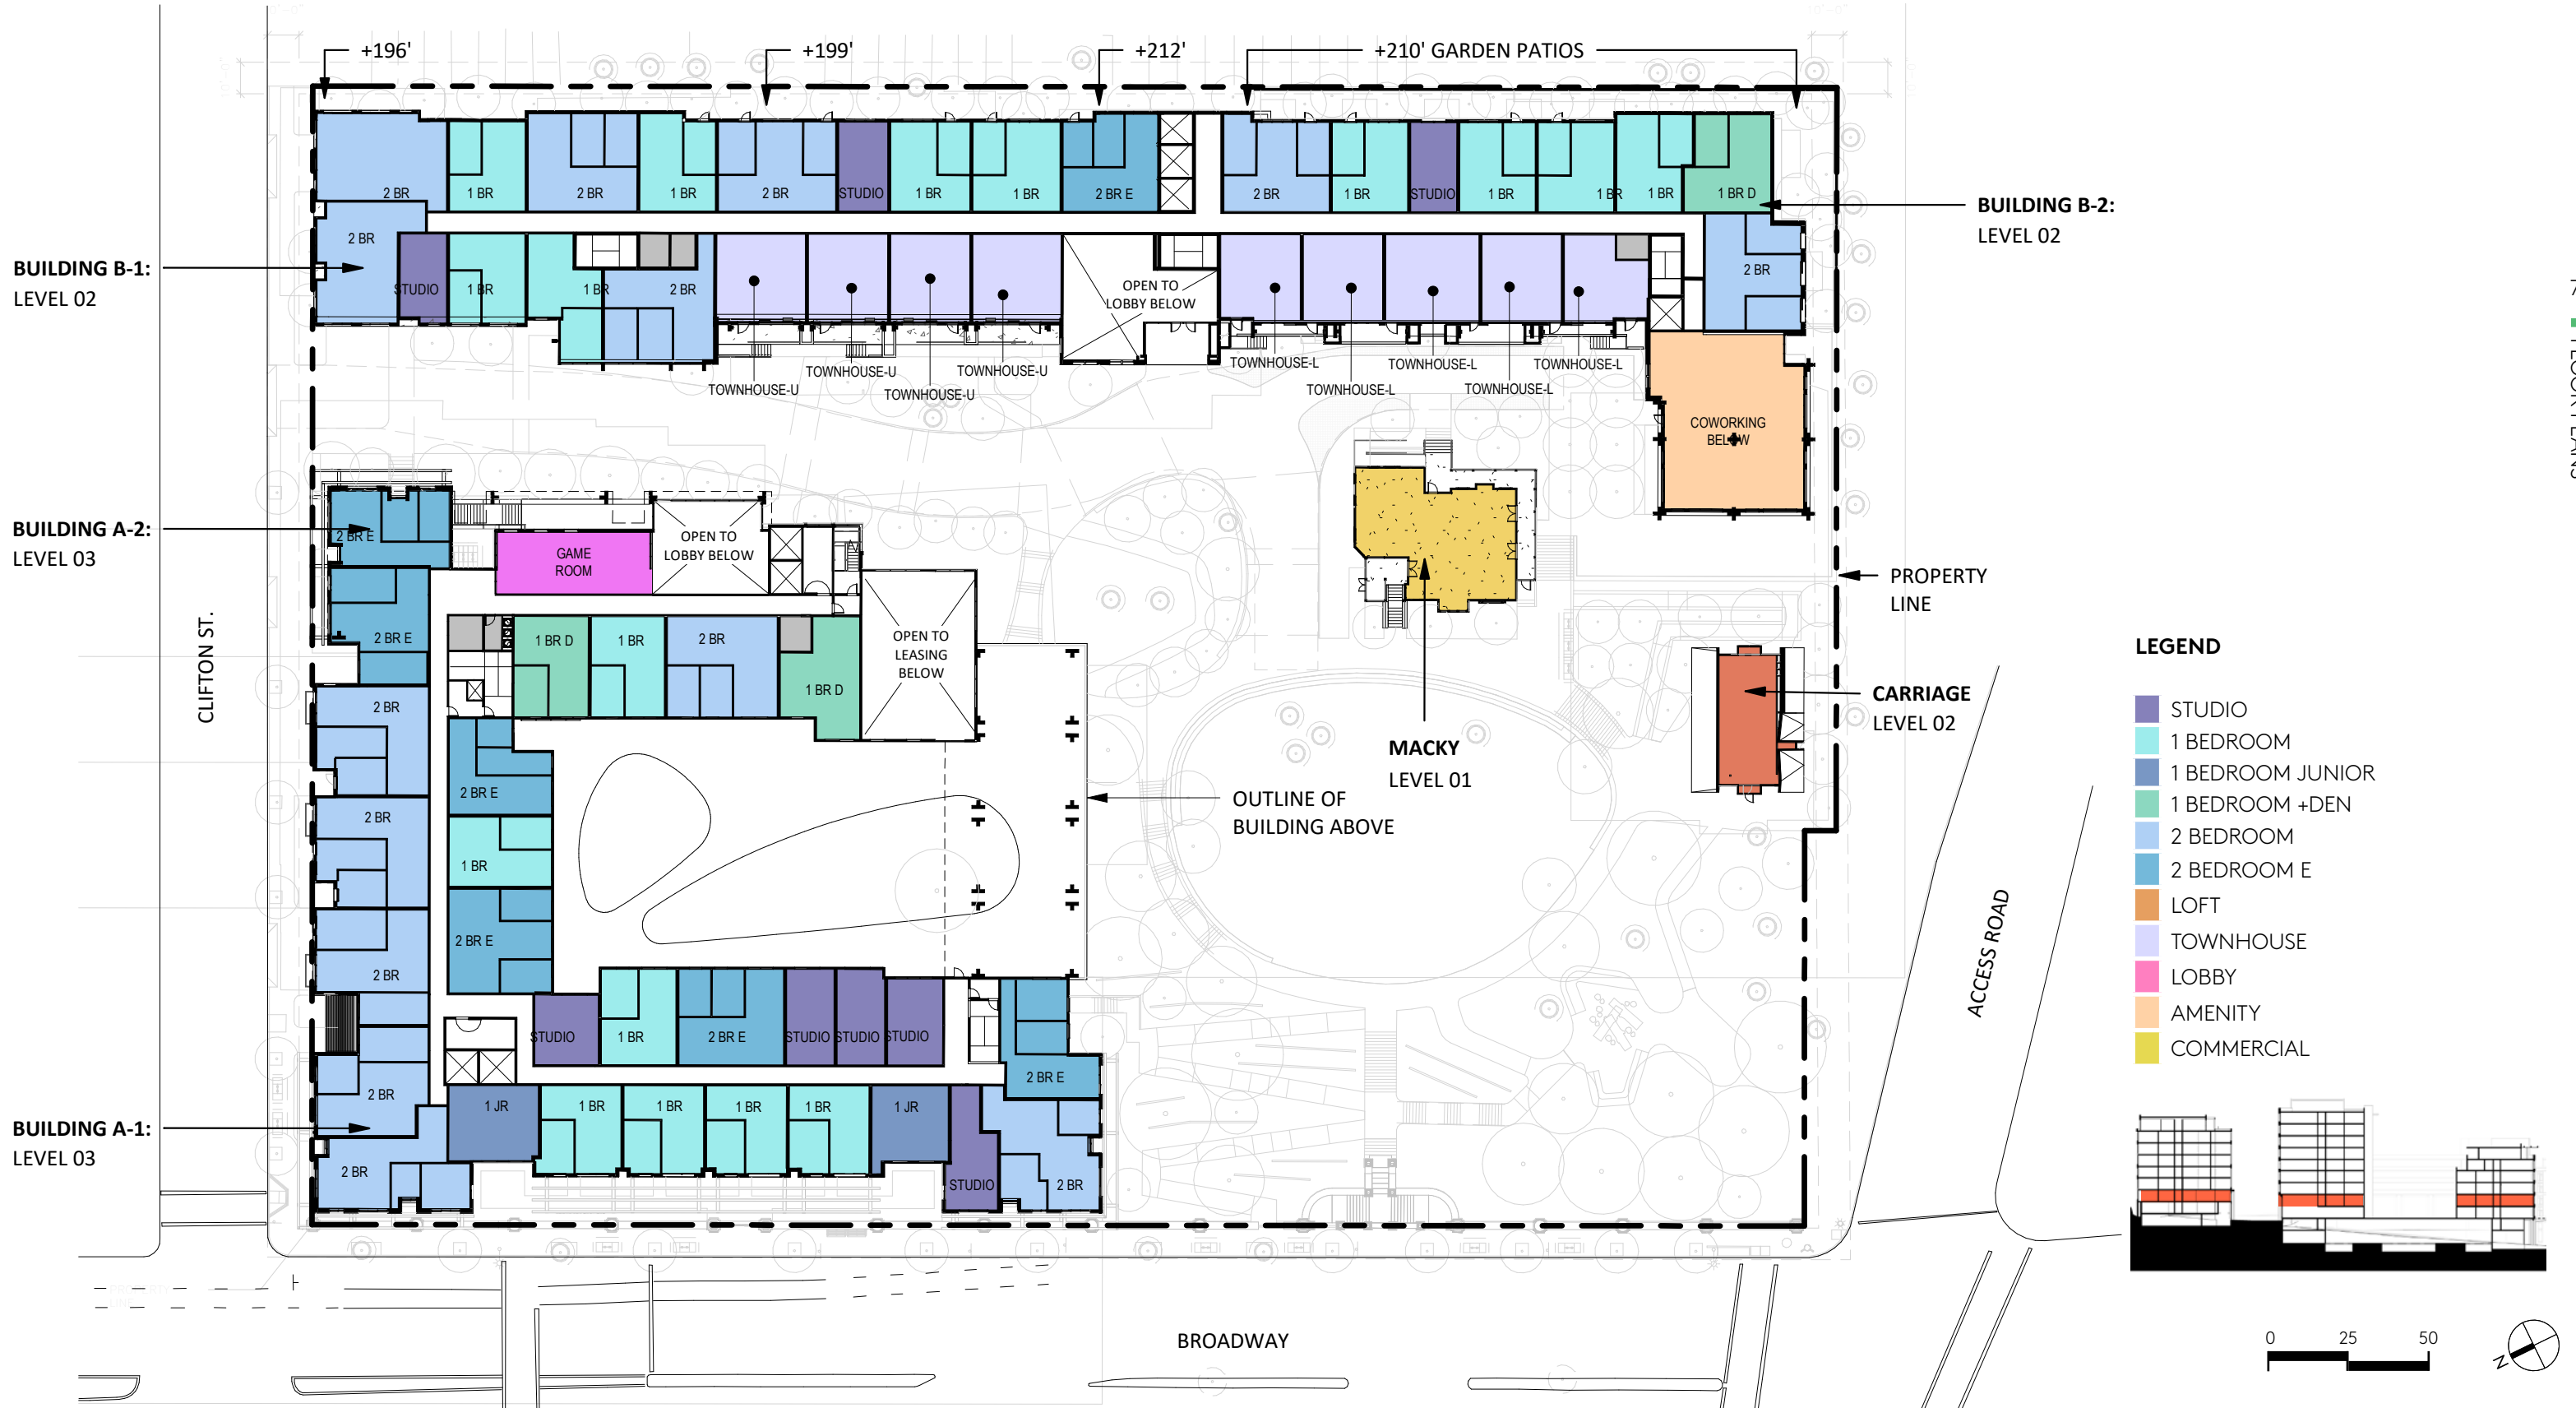 +196'
+199'
+212'
+210' GARDEN PATIOS
2 BR
1 BR
2 BR
1 BR
2 BR
STUDIO
1 BR
1 BR
2 BR E
2 BR
1 BR
STUDIO
1 BR
1 BR
1 BR
1 BR D
BUILDING B-2:
LEVEL 02
BUILDING B-1:
LEVEL 02
2 BR
STUDIO
1 BR
1 BR
2 BR
OPEN TO
LOBBY BELOW
2 BR
TOWNHOUSE-U
TOWNHOUSE-U
TOWNHOUSE-U
TOWNHOUSE-U
TOWNHOUSE-L
TOWNHOUSE-L
TOWNHOUSE-L
TOWNHOUSE-L
TOWNHOUSE-L
COWORKING
BELOW
BUILDING A-2:
LEVEL 03
2 BR E
GAME
ROOM
OPEN TO
LOBBY BELOW
PROPERTY
LINE
CLIFTON ST.
2 BR E
1 BR D
1 BR
2 BR
1 BR D
OPEN TO
LEASING
BELOW
2 BR
MACKY
LEVEL 01
CARRIAGE
LEVEL 02
2 BR E
2 BR
OUTLINE OF
BUILDING ABOVE
1 BR
2 BR E
2 BR
STUDIO
1 BR
2 BR E
STUDIO
STUDIO
STUDIO
2 BR E
ACCESS ROAD
2 BR
1 JR
1 BR
1 BR
1 BR
1 BR
1 JR
BUILDING A-1:
LEVEL 03
2 BR
STUDIO
2 BR
BROADWAY
LEGEND
STUDIO
1 BEDROOM
1 BEDROOM JUNIOR
1 BEDROOM +DEN
2 BEDROOM
2 BEDROOM E
LOFT
TOWNHOUSE
LOBBY
AMENITY
COMMERCIAL
0 25 50
N